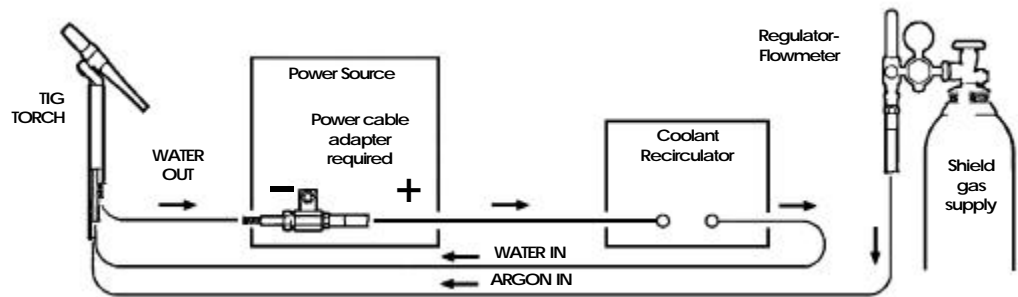 TIG
TORCH
WATER
OUT
Power Source
Power cable
adapter
required
− +
Coolant
Recirculator
Regulator-
Flowmeter
Shield
gas
supply
WATER IN
ARGON IN